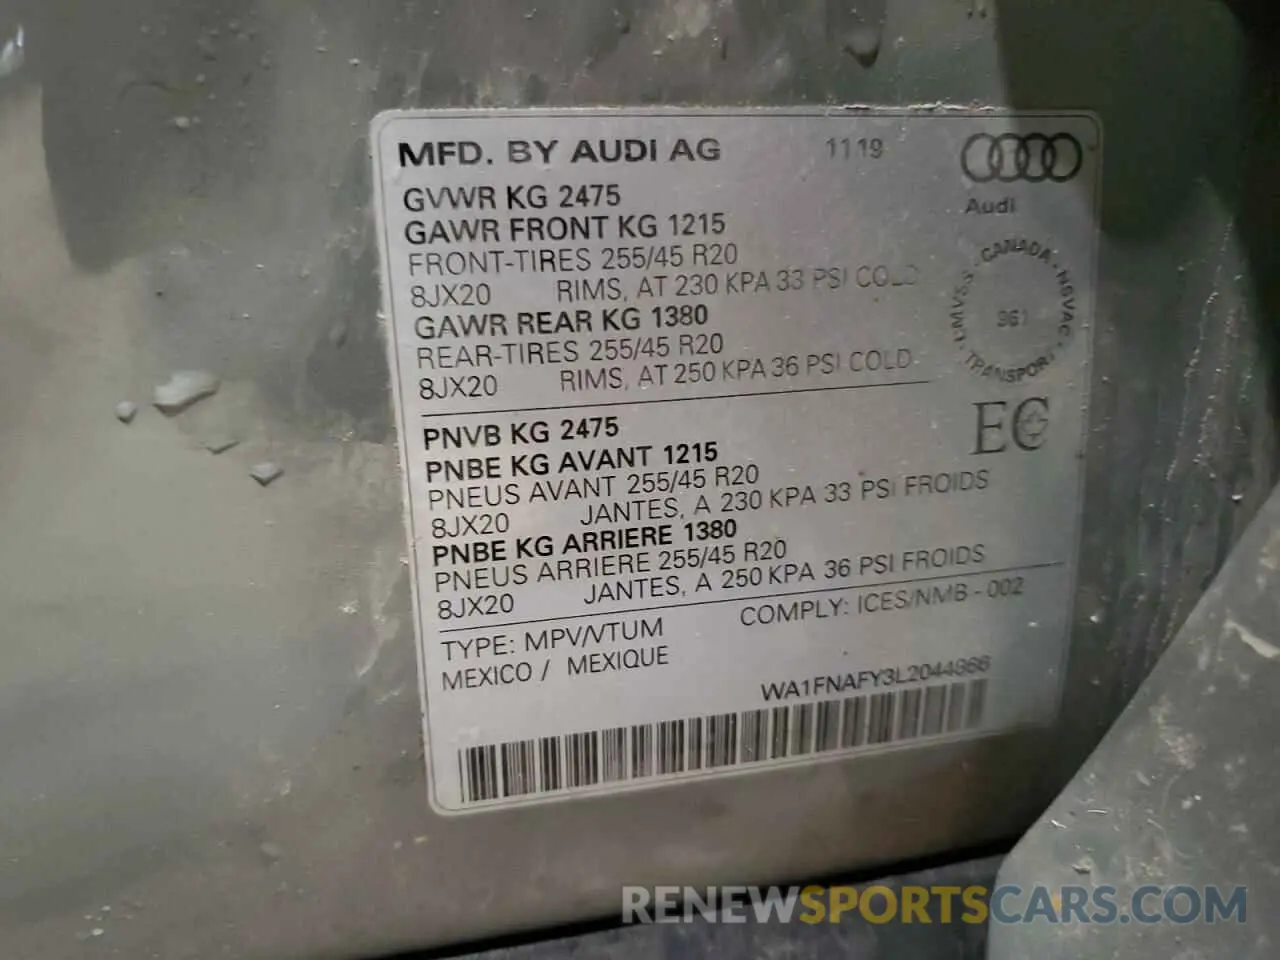 MFD. BY AUDI AG 11 19
Audi
GVWR KG 2475
GAWR FRONT KG 1215
FRONT-TIRES 255/45 R20
8JX20 RIMS, AT 230 KPA 33 PSI COLD
GAWR REAR KG 1380
REAR-TIRES 255/45 R20
8JX20 RIMS, AT 250 KPA 36 PSI COLD
CANADA - NSVAC - TRANSPORT - CMVSS -
EC
PNVB KG 2475
PNBE KG AVANT 1215
PNEUS AVANT 255/45 R20
8JX20 JANTES, A 230 KPA 33 PSI FROIDS
PNBE KG ARRIERE 1380
PNEUS ARRIERE 255/45 R20
8JX20 JANTES, A 250 KPA 36 PSI FROIDS
TYPE: MPV/VTUM COMPLY: ICES/NMB - 002
MEXICO / MEXIQUE
RENEWSPORTSCARS.COM